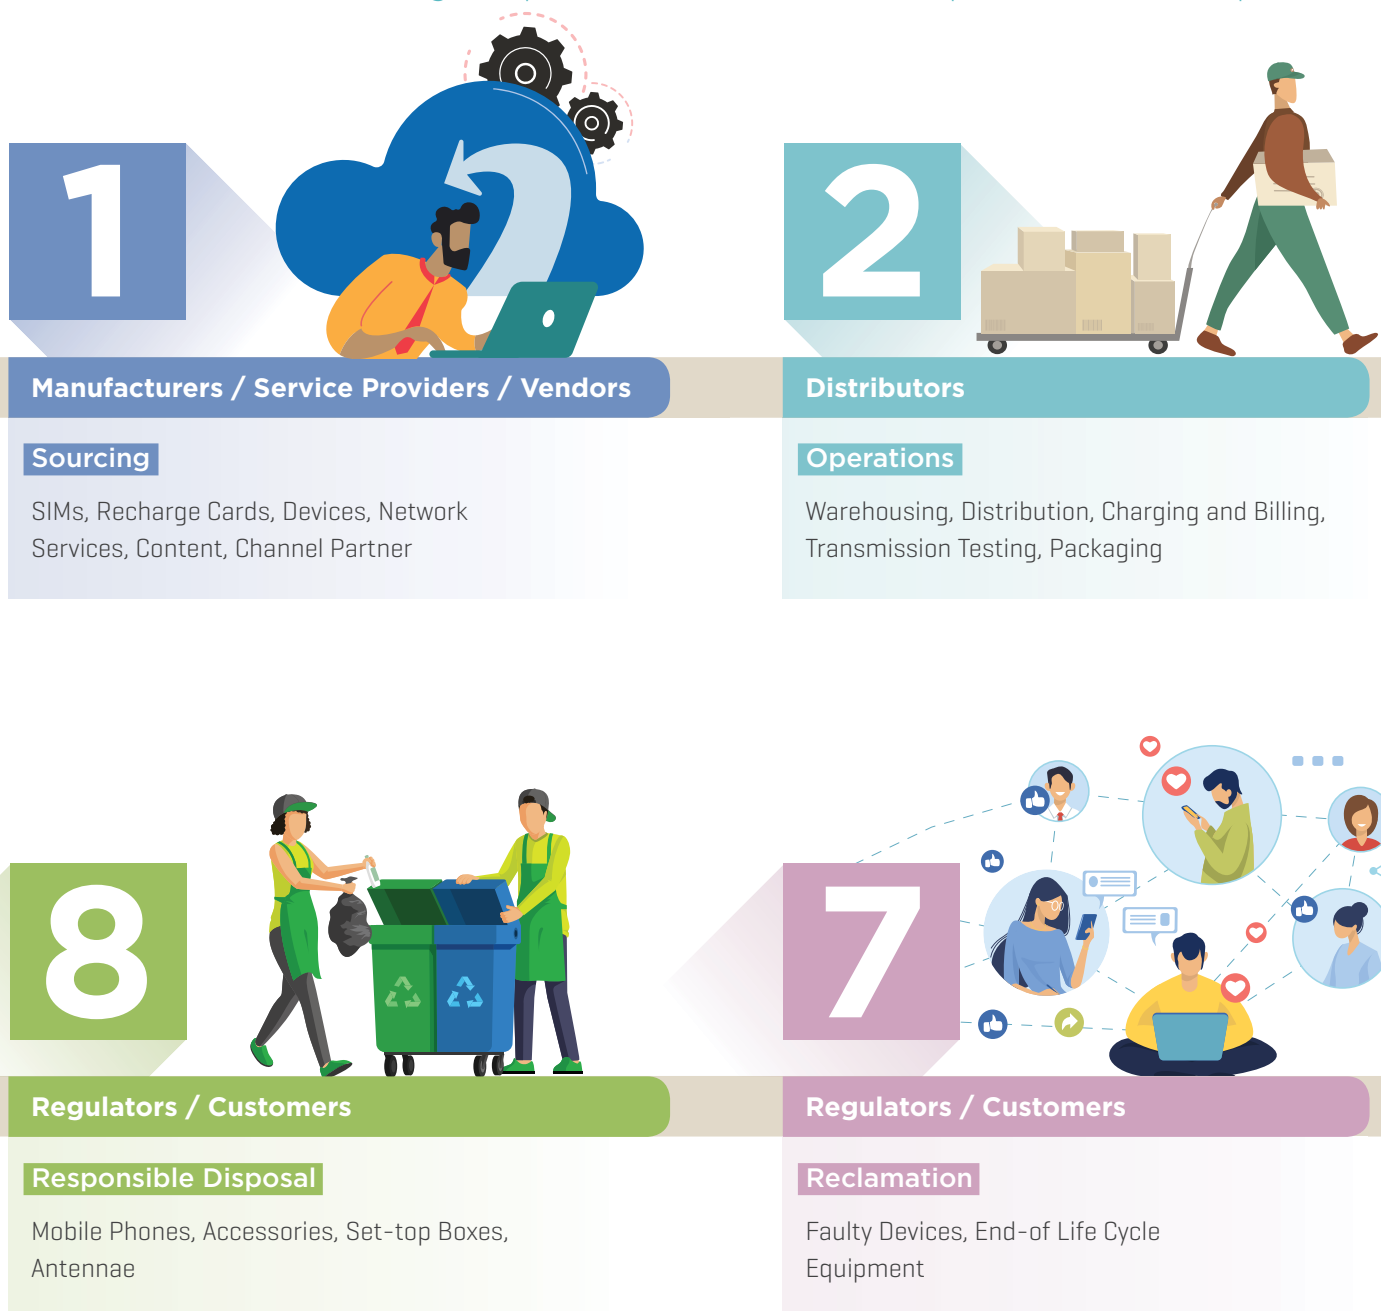 1
2
Manufacturers / Service Providers / Vendors
Distributors
Sourcing
Operations
SIMs, Recharge Cards, Devices, Network
Services, Content, Channel Partner
Warehousing, Distribution, Charging and Billing,
Transmission Testing, Packaging
8
7
Regulators / Customers
Regulators / Customers
Responsible Disposal
Reclamation
Mobile Phones, Accessories, Set-top Boxes,
Antennae
Faulty Devices, End-of Life Cycle
Equipment